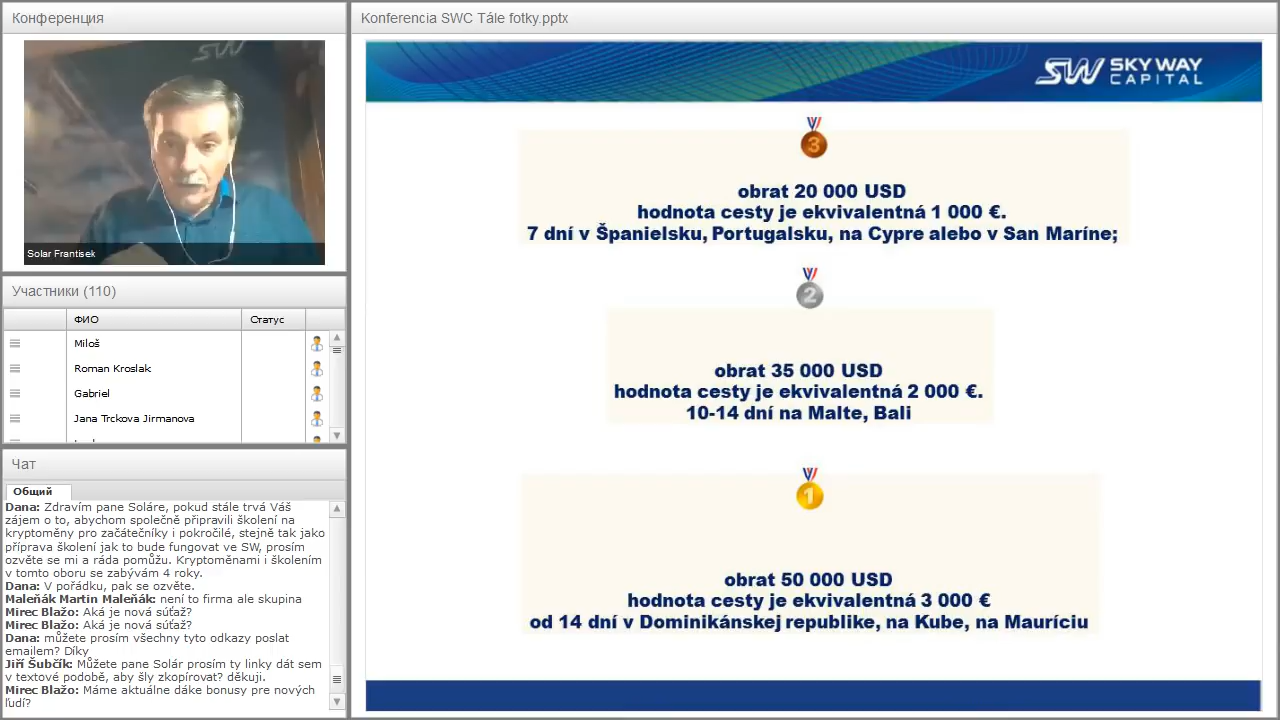 Конференция
SW
Solar Frantisek
Участники (110)
ФИО
Статус
Miloš
Rasťo Kročiak
Gabriel
Jana Trckova Jirmanova
Чат
Общий
Dana: Zdravím pane Soláre, pokud stále trvá Váš
zájem o to, abychom společně připravili školení na
kryptoměny pro začátečníky i pokročilé, stejně tak jako
příprava školení jak to bude fungovat ve SW, prosím
ozvěte se mi a ráda pomůžu. Kryptoměnami i školením
v tomto oboru se zabývám 4 roky.
Dana: V pořádku, pak se ozvěte.
Maleňák Martin Maleňák: není to firma ale skupina
Mirec Blažo: Aká je nová súťaž?
Mirec Blažo: Aká je nová súťaž?
Dana: můžete prosím všechny tyto odkazy poslat
emailem? Díky
Jiří Šubčík: Můžete pane Solár prosím ty linky dát sem
v textové podobě, aby šly zkopírovat? děkuji.
Mirec Blažo: Máme aktuálne dáke bonusy pre nových
ľudí?
Konferencia SWC Tále fotky.pptx
SW SKY WAY
CAPITAL
3
obrat 20 000 USD
hodnota cesty je ekvivalentná 1 000 €.
7 dní v Španielsku, Portugalsku, na Cypre alebo v San Maríne;
2
obrat 35 000 USD
hodnota cesty je ekvivalentná 2 000 €.
10-14 dní na Malte, Bali
1
obrat 50 000 USD
hodnota cesty je ekvivalentná 3 000 €
od 14 dní v Dominikánskej republike, na Kube, na Mauríciu